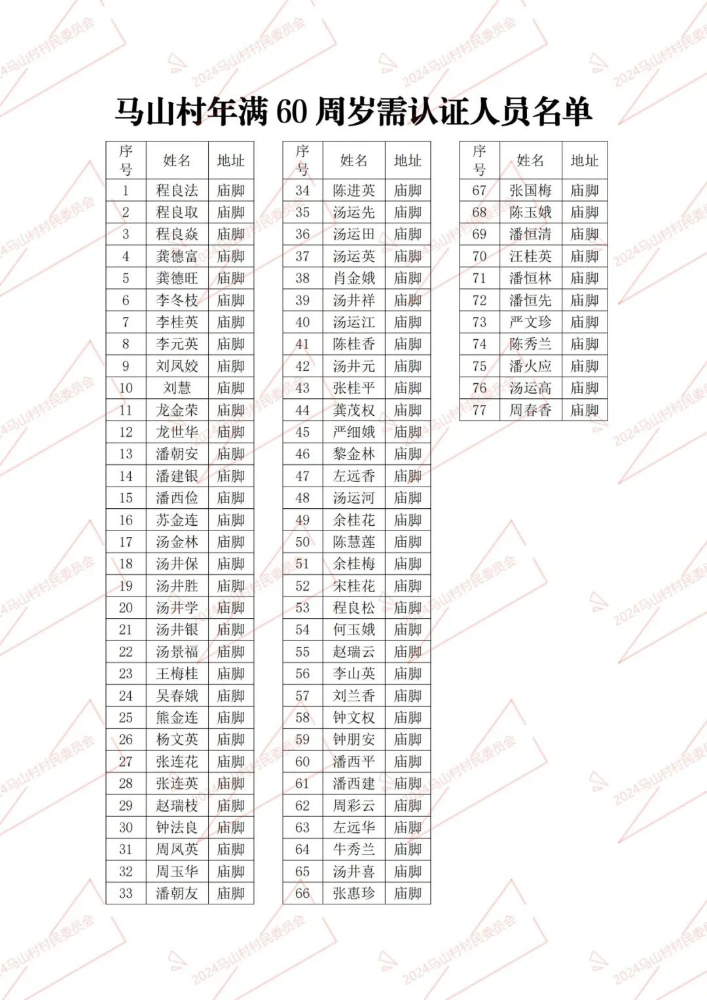 马山村年满 60 周岁需认证人员名单
序号 姓名 地址
1 程良法 庙脚
2 程良取 庙脚
3 程良焱 庙脚
4 龚德富 庙脚
5 龚德旺 庙脚
6 李冬枝 庙脚
7 李桂英 庙脚
8 李元英 庙脚
9 刘凤姣 庙脚
10 刘慧 庙脚
11 龙金荣 庙脚
12 龙世华 庙脚
13 潘朝安 庙脚
14 潘建银 庙脚
15 潘西俭 庙脚
16 苏金连 庙脚
17 汤金林 庙脚
18 汤井保 庙脚
19 汤井胜 庙脚
20 汤井学 庙脚
21 汤井银 庙脚
22 汤景福 庙脚
23 王梅桂 庙脚
24 吴春娥 庙脚
25 熊金连 庙脚
26 杨文英 庙脚
27 张连花 庙脚
28 张连英 庙脚
29 赵瑞枝 庙脚
30 钟法良 庙脚
31 周凤英 庙脚
32 周玉华 庙脚
33 潘朝友 庙脚
序号 姓名 地址
34 陈进英 庙脚
35 汤运先 庙脚
36 汤运田 庙脚
37 汤运英 庙脚
38 肖金娥 庙脚
39 汤井祥 庙脚
40 汤运江 庙脚
41 陈桂香 庙脚
42 汤井元 庙脚
43 张桂平 庙脚
44 龚茂权 庙脚
45 严细娥 庙脚
46 黎金林 庙脚
47 左远香 庙脚
48 汤运河 庙脚
49 余桂花 庙脚
50 陈慧莲 庙脚
51 余桂梅 庙脚
52 宋桂花 庙脚
53 程良松 庙脚
54 何玉娥 庙脚
55 赵瑞云 庙脚
56 李山英 庙脚
57 刘兰香 庙脚
58 钟文权 庙脚
59 钟朋安 庙脚
60 潘西平 庙脚
61 潘西建 庙脚
62 周彩云 庙脚
63 左远华 庙脚
64 牛秀兰 庙脚
65 汤井喜 庙脚
66 张惠珍 庙脚
序号 姓名 地址
67 张国梅 庙脚
68 陈玉娥 庙脚
69 潘恒清 庙脚
70 汪桂英 庙脚
71 潘恒林 庙脚
72 潘恒先 庙脚
73 严文珍 庙脚
74 陈秀兰 庙脚
75 潘火应 庙脚
76 汤运高 庙脚
77 周春香 庙脚
2024马山村村民委员会